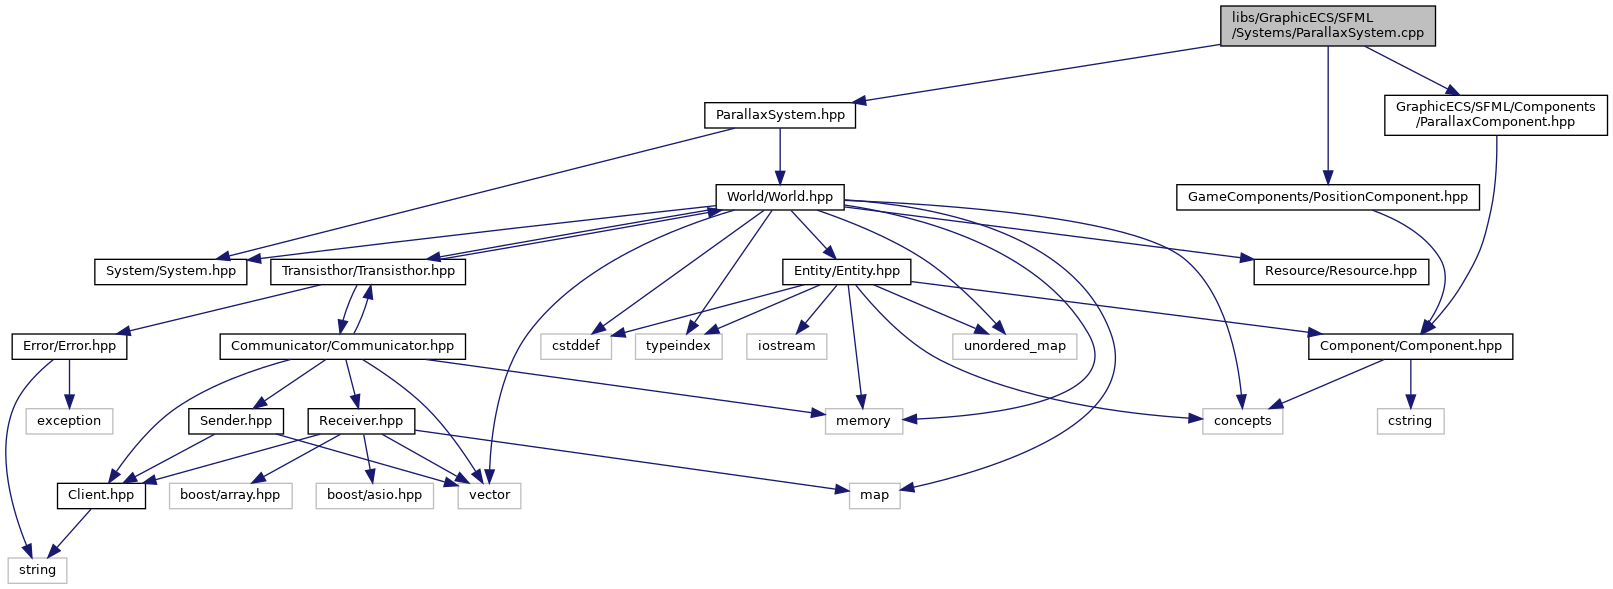 libs/GraphicECS/SFML
/Systems/ParallaxSystem.cpp
ParallaxSystem.hpp
GraphicECS/SFML/Components
/ParallaxComponent.hpp
World/World.hpp
GameComponents/PositionComponent.hpp
System/System.hpp
Transisthor/Transisthor.hpp
Entity/Entity.hpp
Resource/Resource.hpp
Error/Error.hpp
Communicator/Communicator.hpp
cstddef
typeindex
iostream
unordered_map
Component/Component.hpp
exception
Sender.hpp
Receiver.hpp
memory
concepts
cstring
Client.hpp
boost/array.hpp
boost/asio.hpp
vector
map
string